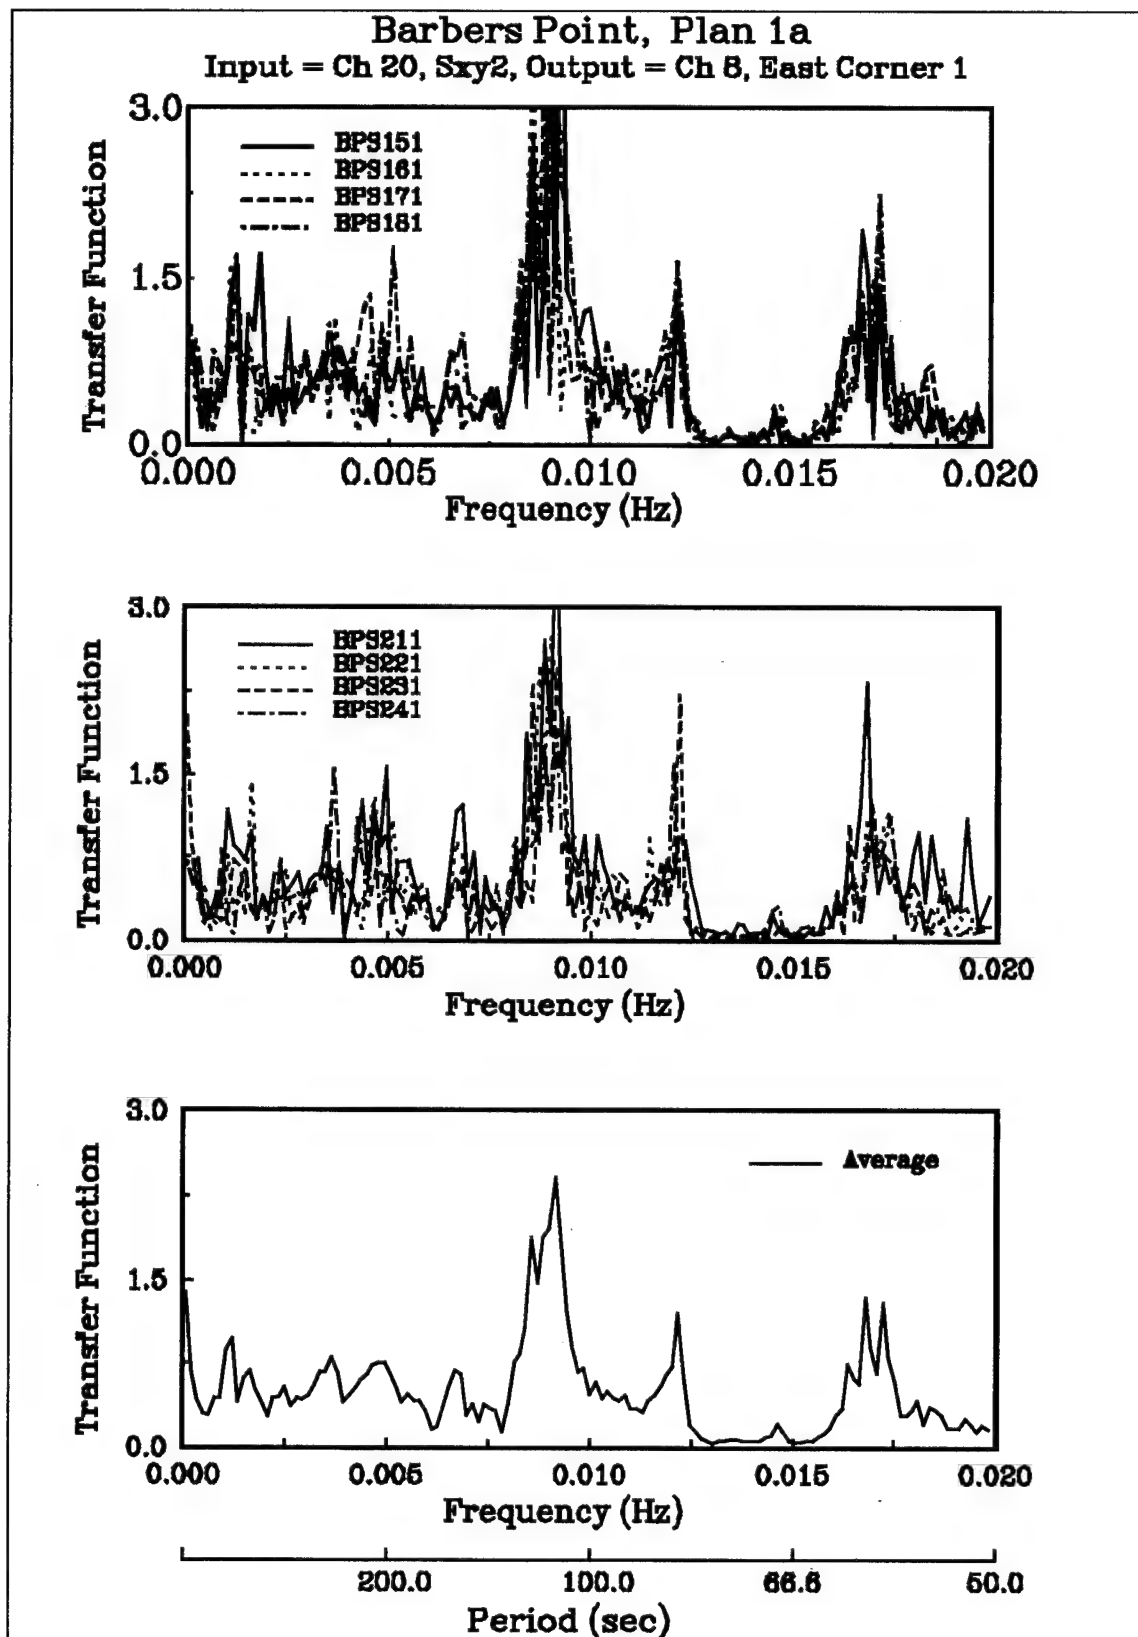 Barbers Point, Plan 1a
Input = Ch 20, Sxy2, Output = Ch 8, East Corner 1
3.0
1.5
0.0
Transfer Function
BPS151
BPS161
BPS171
BPS181
0.000 0.005 0.010 0.015 0.020
Frequency (Hz)
3.0
1.5
0.0
Transfer Function
BPS211
BPS221
BPS231
BPS241
0.000 0.005 0.010 0.015 0.020
Frequency (Hz)
3.0
1.5
0.0
Transfer Function
Average
0.000 0.005 0.010 0.015 0.020
Frequency (Hz)
200.0 100.0 66.6 50.0
Period (sec)